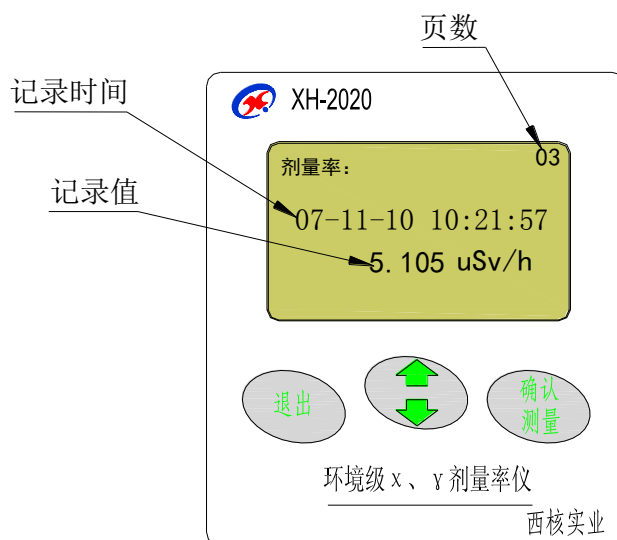 页数
记录时间
XH-2020
03
剂量率:
记录值
07-11-10 10:21:57
5.105 uSv/h
退出
确认
测量
环境级x、γ剂量率仪
西核实业